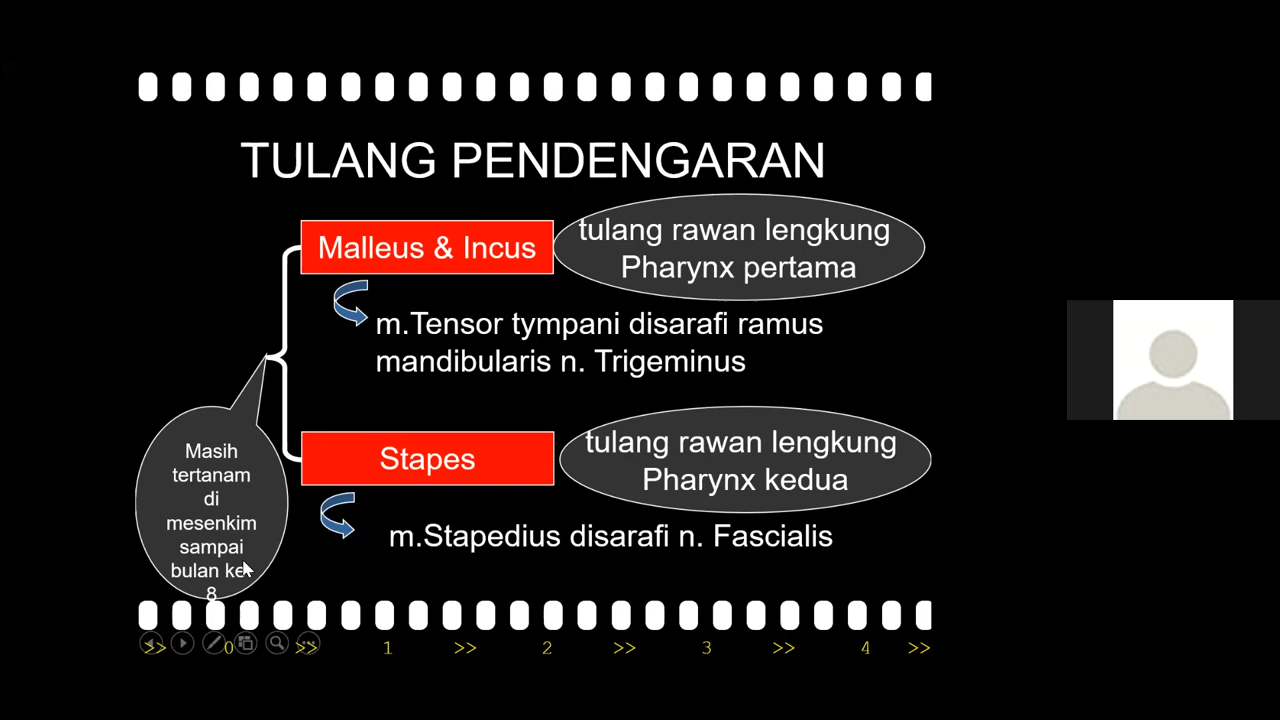 TULANG PENDENGARAN
Malleus & Incus
tulang rawan lengkung
Pharynx pertama
m.Tensor tympani disarafi ramus
mandibularis n. Trigeminus
Masih
tertanam
di
mesenkim
sampai
bulan ke
8
Stapes
tulang rawan lengkung
Pharynx kedua
m.Stapedius disarafi n. Fascialis
>> 0 >> 1 >> 2 >> 3 >> 4 >>